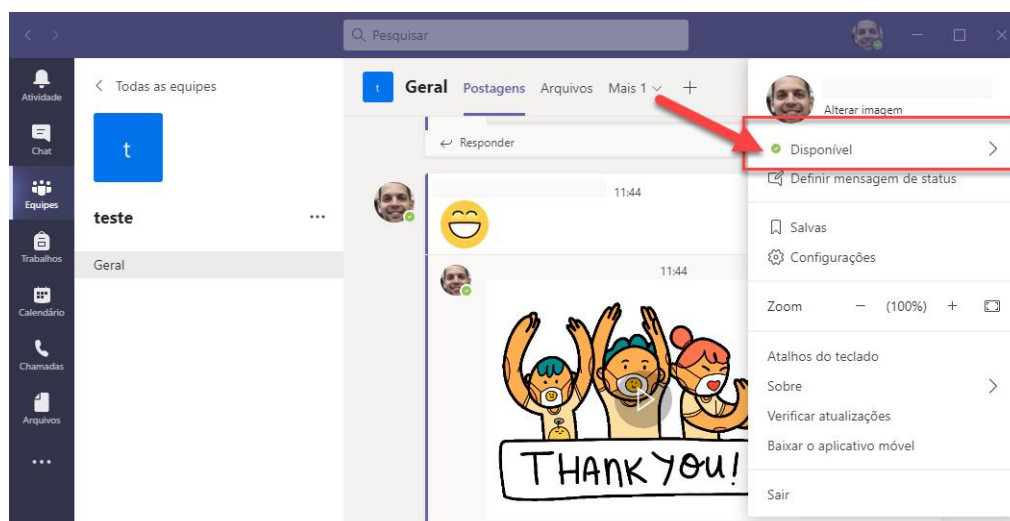 Pesquisar
Atividade
Chat
Equipes
Trabalhos
Calendário
Chamadas
Arquivos
Todas as equipes
t
teste
Geral
t Geral Postagens Arquivos Mais 1
Responder
11:44
11:44
THANK YOU!
Alterar imagem
Disponível
Definir mensagem de status
Salvas
Configurações
Zoom − (100%) +
Atalhos do teclado
Sobre
Verificar atualizações
Baixar o aplicativo móvel
Sair